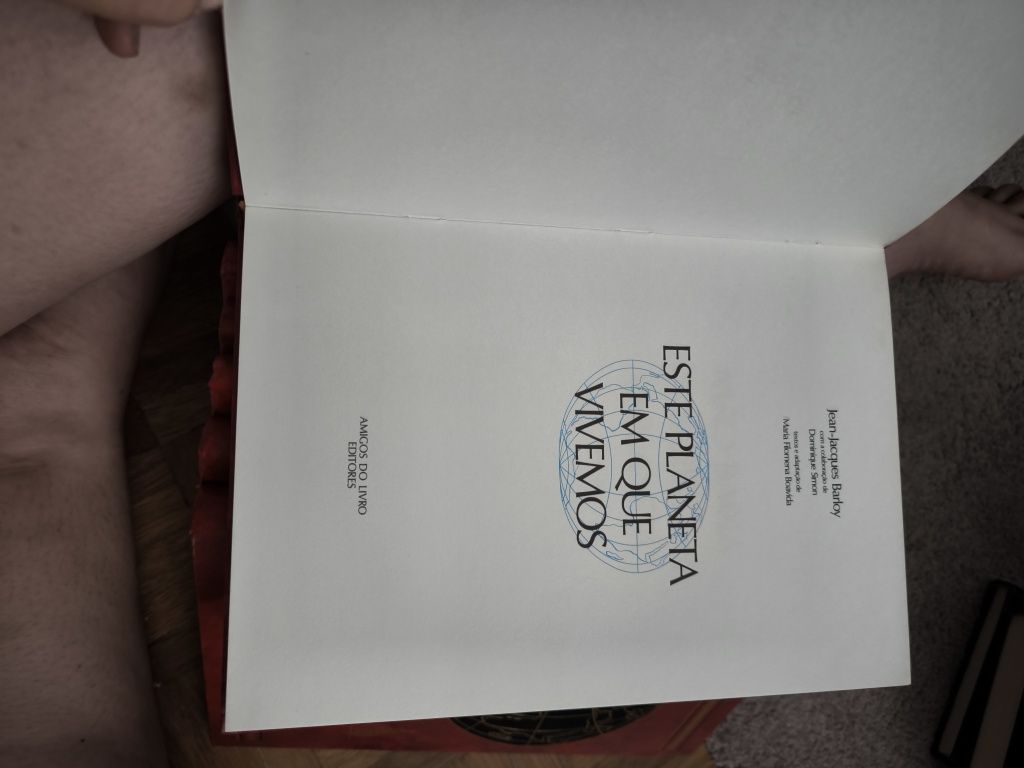 Jean-Jacques Barloy
com a colaboração de
Dominique Simon
textos e adaptação de
Maria Filomena Boavida
ESTE PLANETA
EM QUE
VIVEMOS
AMIGOS DO LIVRO
EDITORES